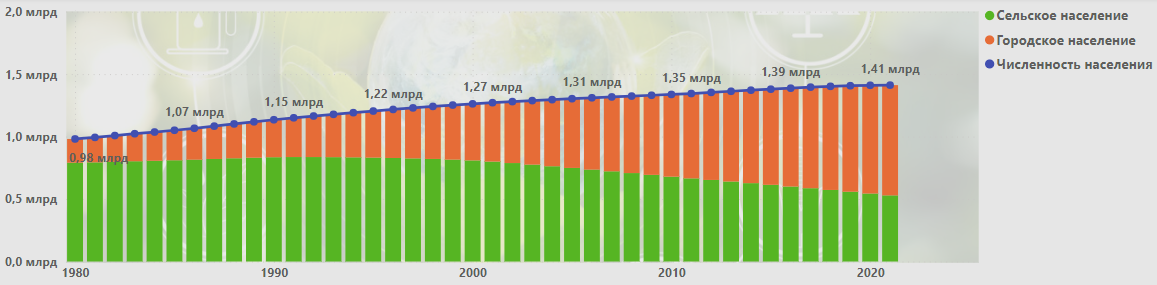 2,0 млрд
1,5 млрд
1,0 млрд
0,5 млрд
0,0 млрд
0,98 млрд
1,07 млрд
1,15 млрд
1,22 млрд
1,27 млрд
1,31 млрд
1,35 млрд
1,39 млрд
1,41 млрд
1980
1990
2000
2010
2020
Сельское население
Городское население
Численность населения